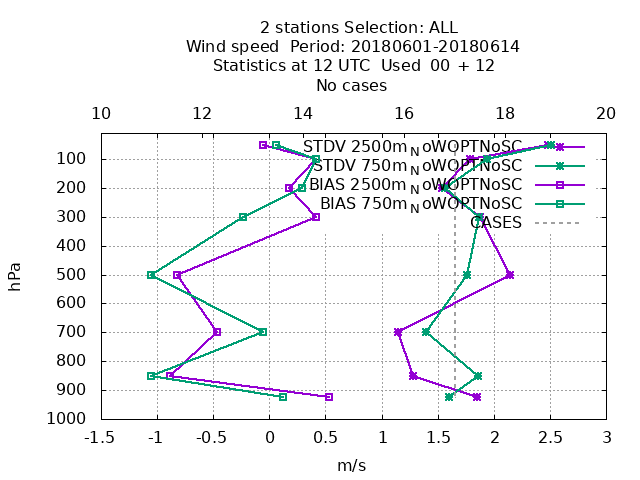 2 stations Selection: ALL
Wind speed  Period: 20180601-20180614
Statistics at 12 UTC  Used  00 + 12
No cases
10 12 14 16 18 20
STDV 2500m_NoWOPTNoSC
STDV 750m_NoWOPTNoSC
BIAS 2500m_NoWOPTNoSC
BIAS 750m_NoWOPTNoSC
CASES
100
200
300
400
500
600
700
800
900
1000
hPa
-1.5 -1 -0.5 0 0.5 1 1.5 2 2.5 3
m/s